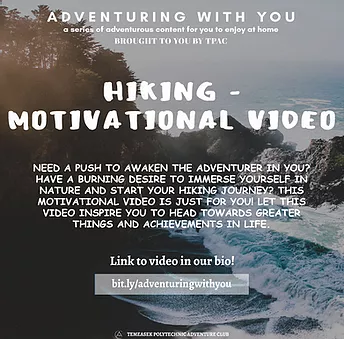 ADVENTURING WITH YOU
a series of adventurous content for you to enjoy at home
BROUGHT TO YOU BY TPAC
HIKING -
MOTIVATIONAL VIDEO
NEED A PUSH TO AWAKEN THE ADVENTURER IN YOU?
HAVE A BURNING DESIRE TO IMMERSE YOURSELF IN
NATURE AND START YOUR HIKING JOURNEY? THIS
MOTIVATIONAL VIDEO IS JUST FOR YOU! LET THIS
VIDEO INSPIRE YOU TO HEAD TOWARDS GREATER
THINGS AND ACHIEVEMENTS IN LIFE.
Link to video in our bio!
bit.ly/adventuringwithyou
TEMEASEK POLYTECHNIC ADVENTURE CLUB